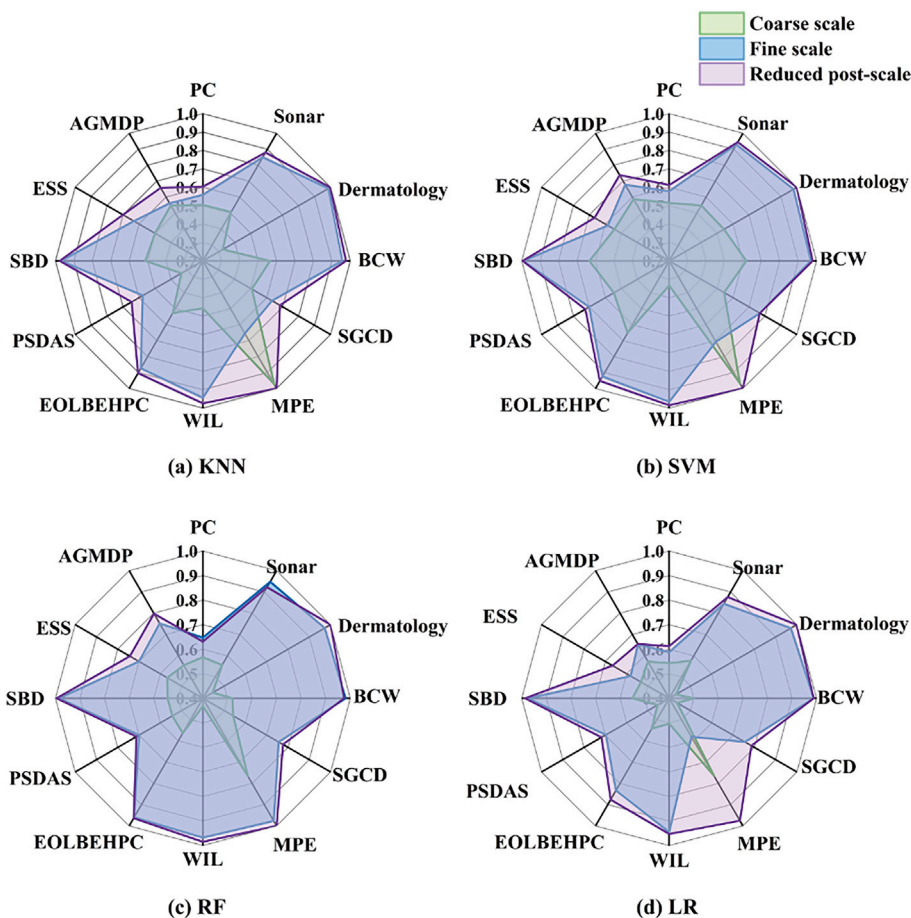 Coarse scale
Fine scale
Reduced post-scale
PC
Sonar
Dermatology
BCW
SGCD
MPE
WIL
EOLBEHPC
PSDAS
SBD
ESS
AGMDP
1.0
0.9
0.8
0.7
0.6
0.5
0.4
0.3
0.2
(a) KNN
PC
Sonar
Dermatology
BCW
SGCD
MPE
WIL
EOLBEHPC
PSDAS
SBD
ESS
AGMDP
1.0
0.9
0.8
0.7
0.6
0.5
0.4
0.3
0.2
(b) SVM
PC
Sonar
Dermatology
BCW
SGCD
MPE
WIL
EOLBEHPC
PSDAS
SBD
ESS
AGMDP
1.0
0.9
0.8
0.7
0.6
0.5
(c) RF
PC
Sonar
Dermatology
BCW
SGCD
MPE
WIL
EOLBEHPC
PSDAS
SBD
ESS
AGMDP
1.0
0.9
0.8
0.7
0.6
0.5
(d) LR